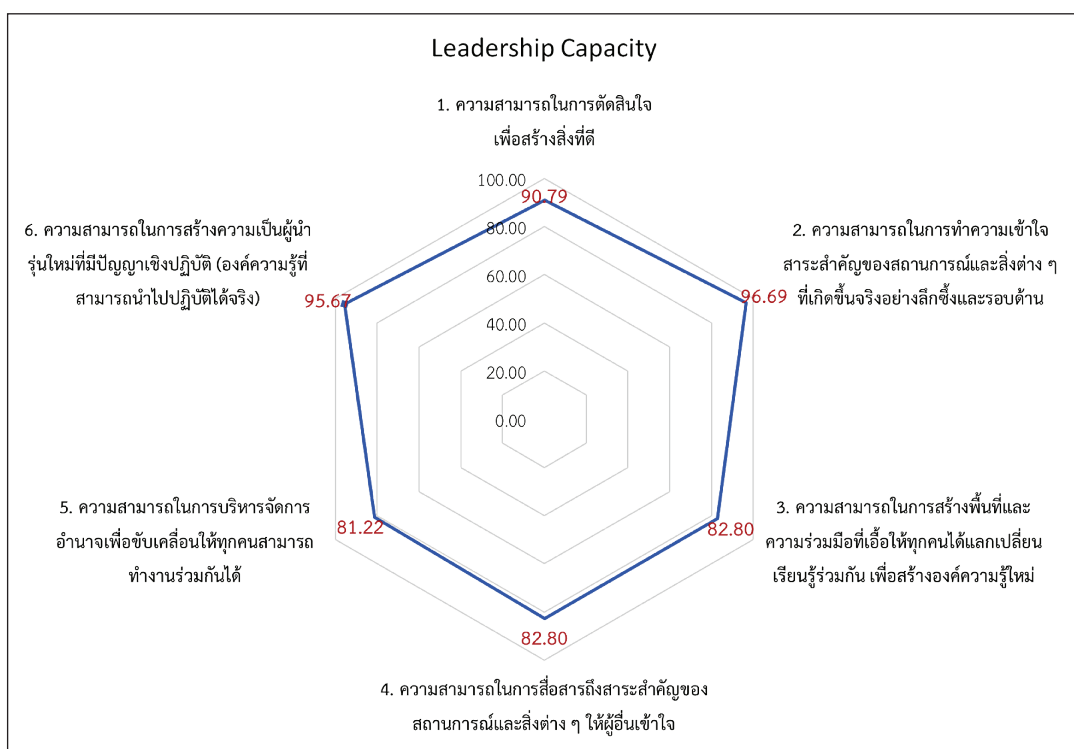 Leadership Capacity
1. ความสามารถในการตัดสินใจ
เพื่อสร้างสิ่งที่ดี
100.00
90.79
80.00
60.00
40.00
20.00
0.00
2. ความสามารถในการทำความเข้าใจ
สาระสำคัญของสถานการณ์และสิ่งต่าง ๆ
ที่เกิดขึ้นจริงอย่างลึกซึ้งและรอบด้าน
96.69
3. ความสามารถในการสร้างพื้นที่และ
ความร่วมมือที่เอื้อให้ทุกคนได้แลกเปลี่ยน
เรียนรู้ร่วมกัน เพื่อสร้างองค์ความรู้ใหม่
82.80
82.80
4. ความสามารถในการสื่อสารถึงสาระสำคัญของ
สถานการณ์และสิ่งต่าง ๆ ให้ผู้อื่นเข้าใจ
5. ความสามารถในการบริหารจัดการ
อำนาจเพื่อขับเคลื่อนให้ทุกคนสามารถ
ทำงานร่วมกันได้
81.22
6. ความสามารถในการสร้างความเป็นผู้นำ
รุ่นใหม่ที่มีปัญญาเชิงปฏิบัติ (องค์ความรู้ที่
สามารถนำไปปฏิบัติได้จริง)
95.67